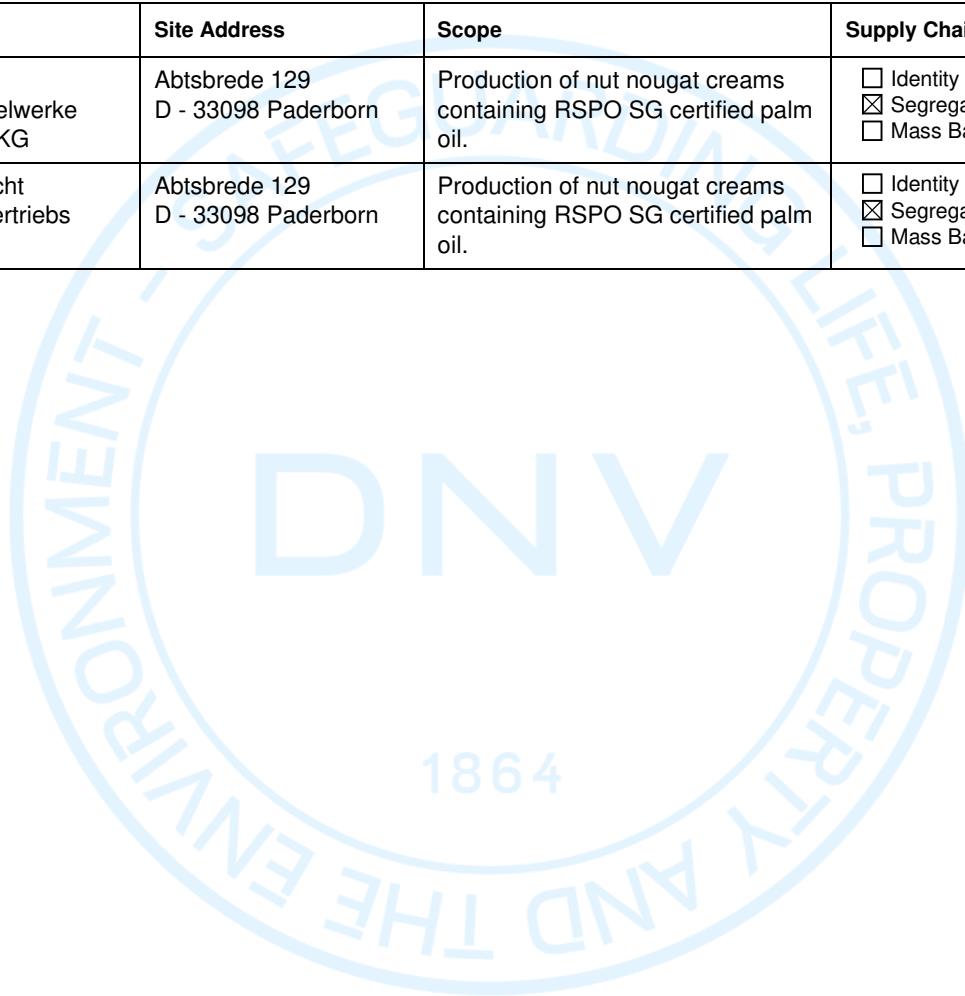 Site Address Scope Supply Chai
elwerke
KG
Abtsbrede 129
D - 33098 Paderborn
Production of nut nougat creams
containing RSPO SG certified palm
oil.
☐ Identity
☒ Segrega
☐ Mass Ba
cht
ertriebs
Abtsbrede 129
D - 33098 Paderborn
Production of nut nougat creams
containing RSPO SG certified palm
oil.
☐ Identity
☒ Segrega
☐ Mass Ba
SAFEGUARDING LIFE, PROPERTY AND THE ENVIRONMENT -
DNV
1864